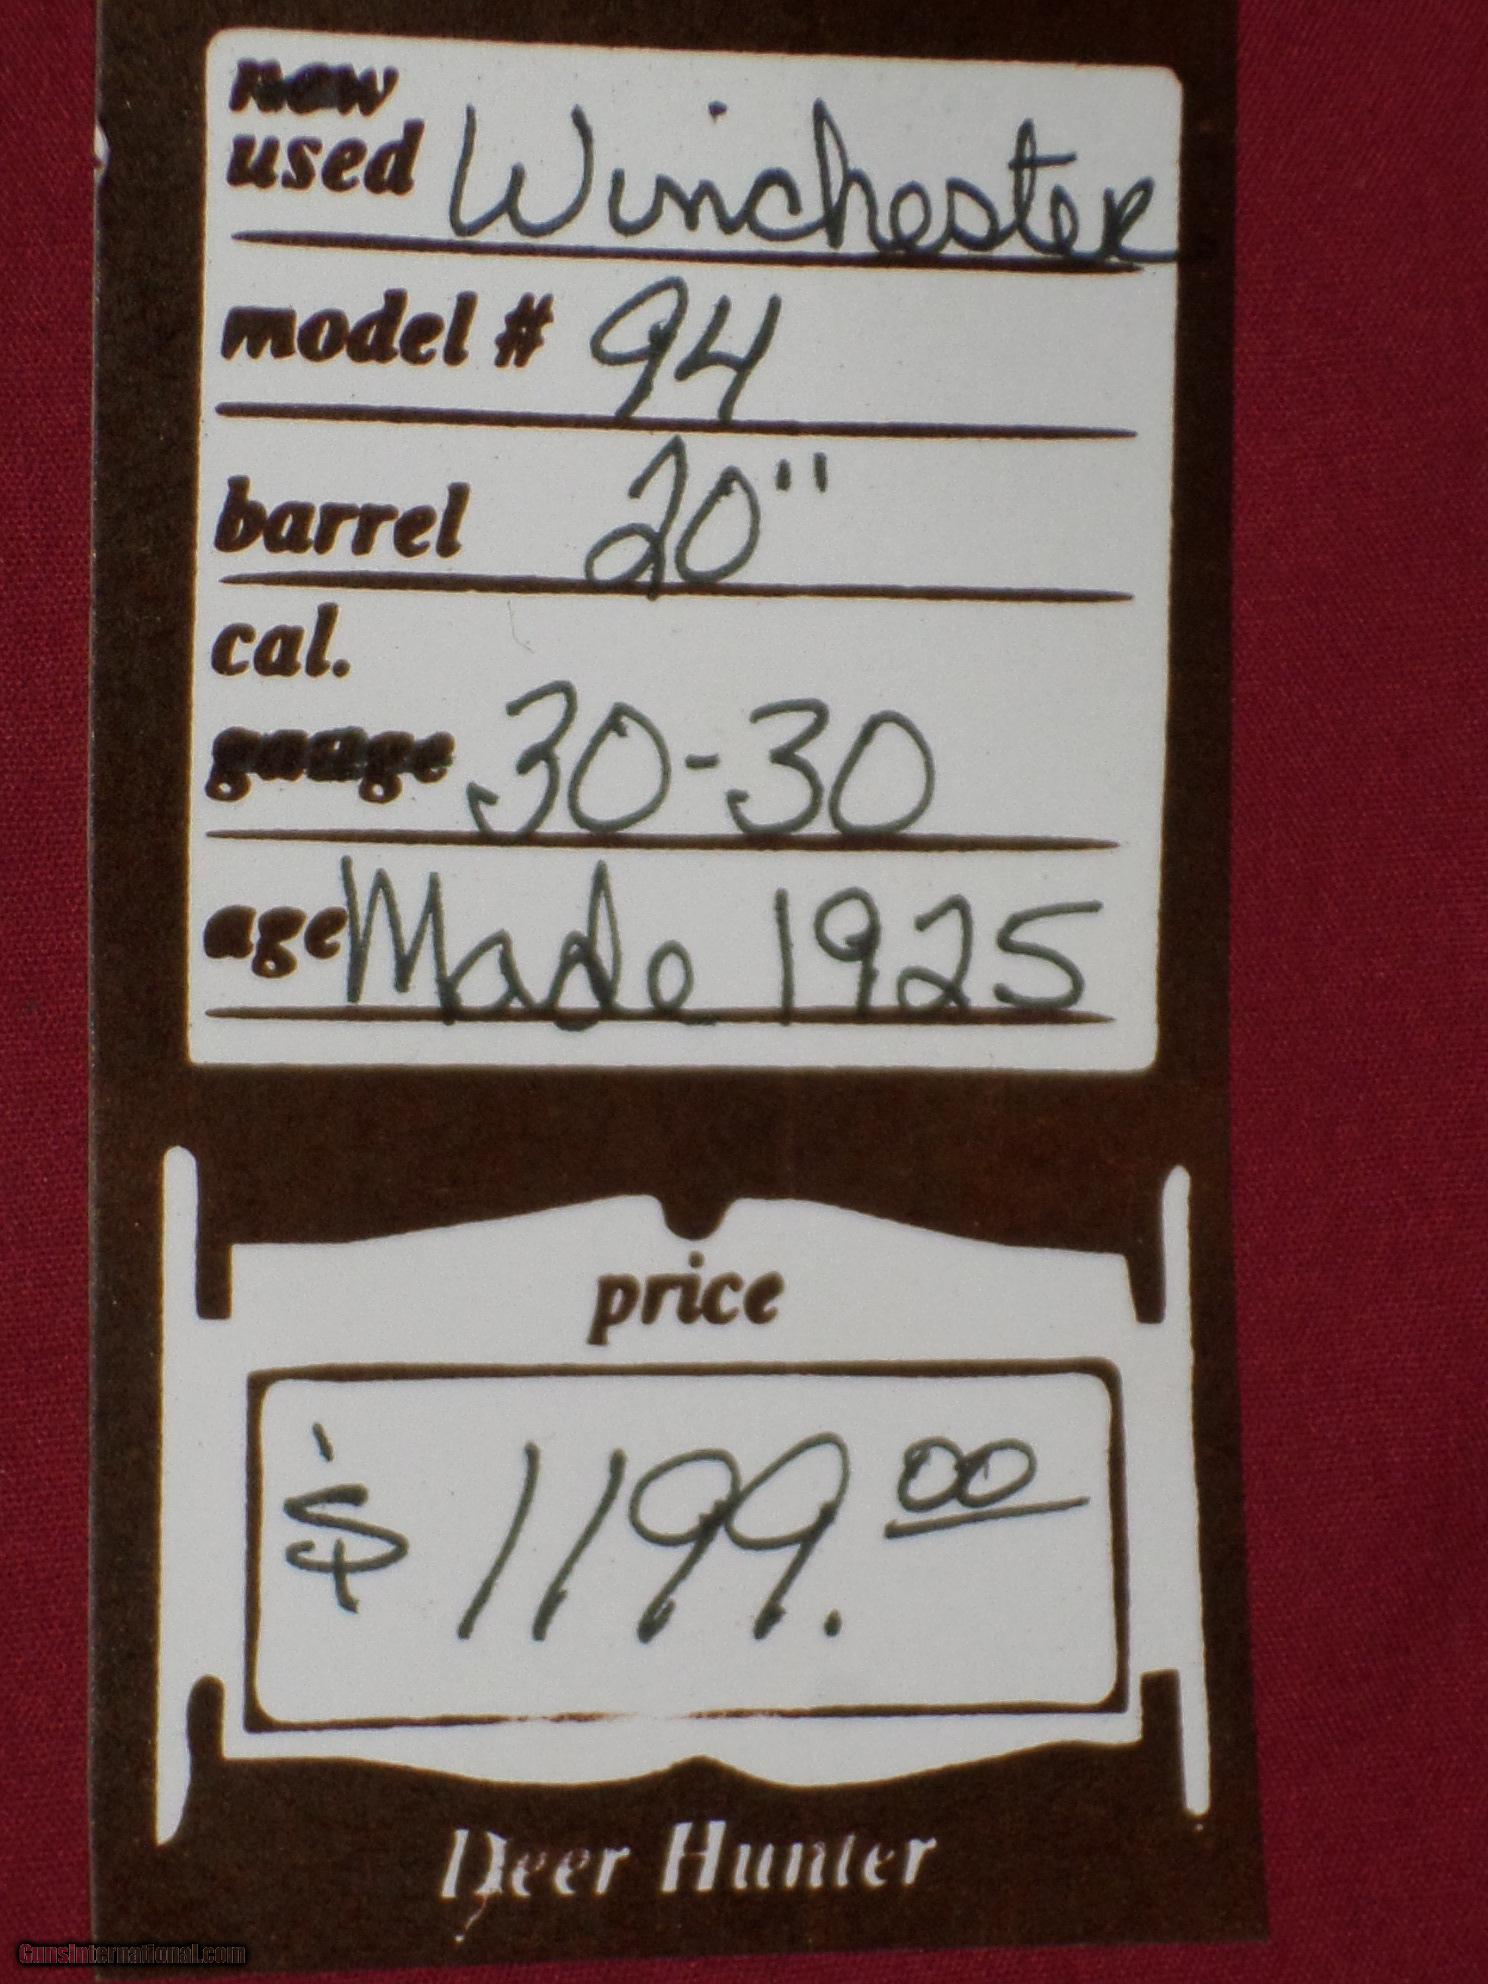 new
used Winchester
model # 94
barrel 20"
cal.
gauge .30-30
age Made 1925
price
$ 1199.00
Deer Hunter
GunsInternational.com